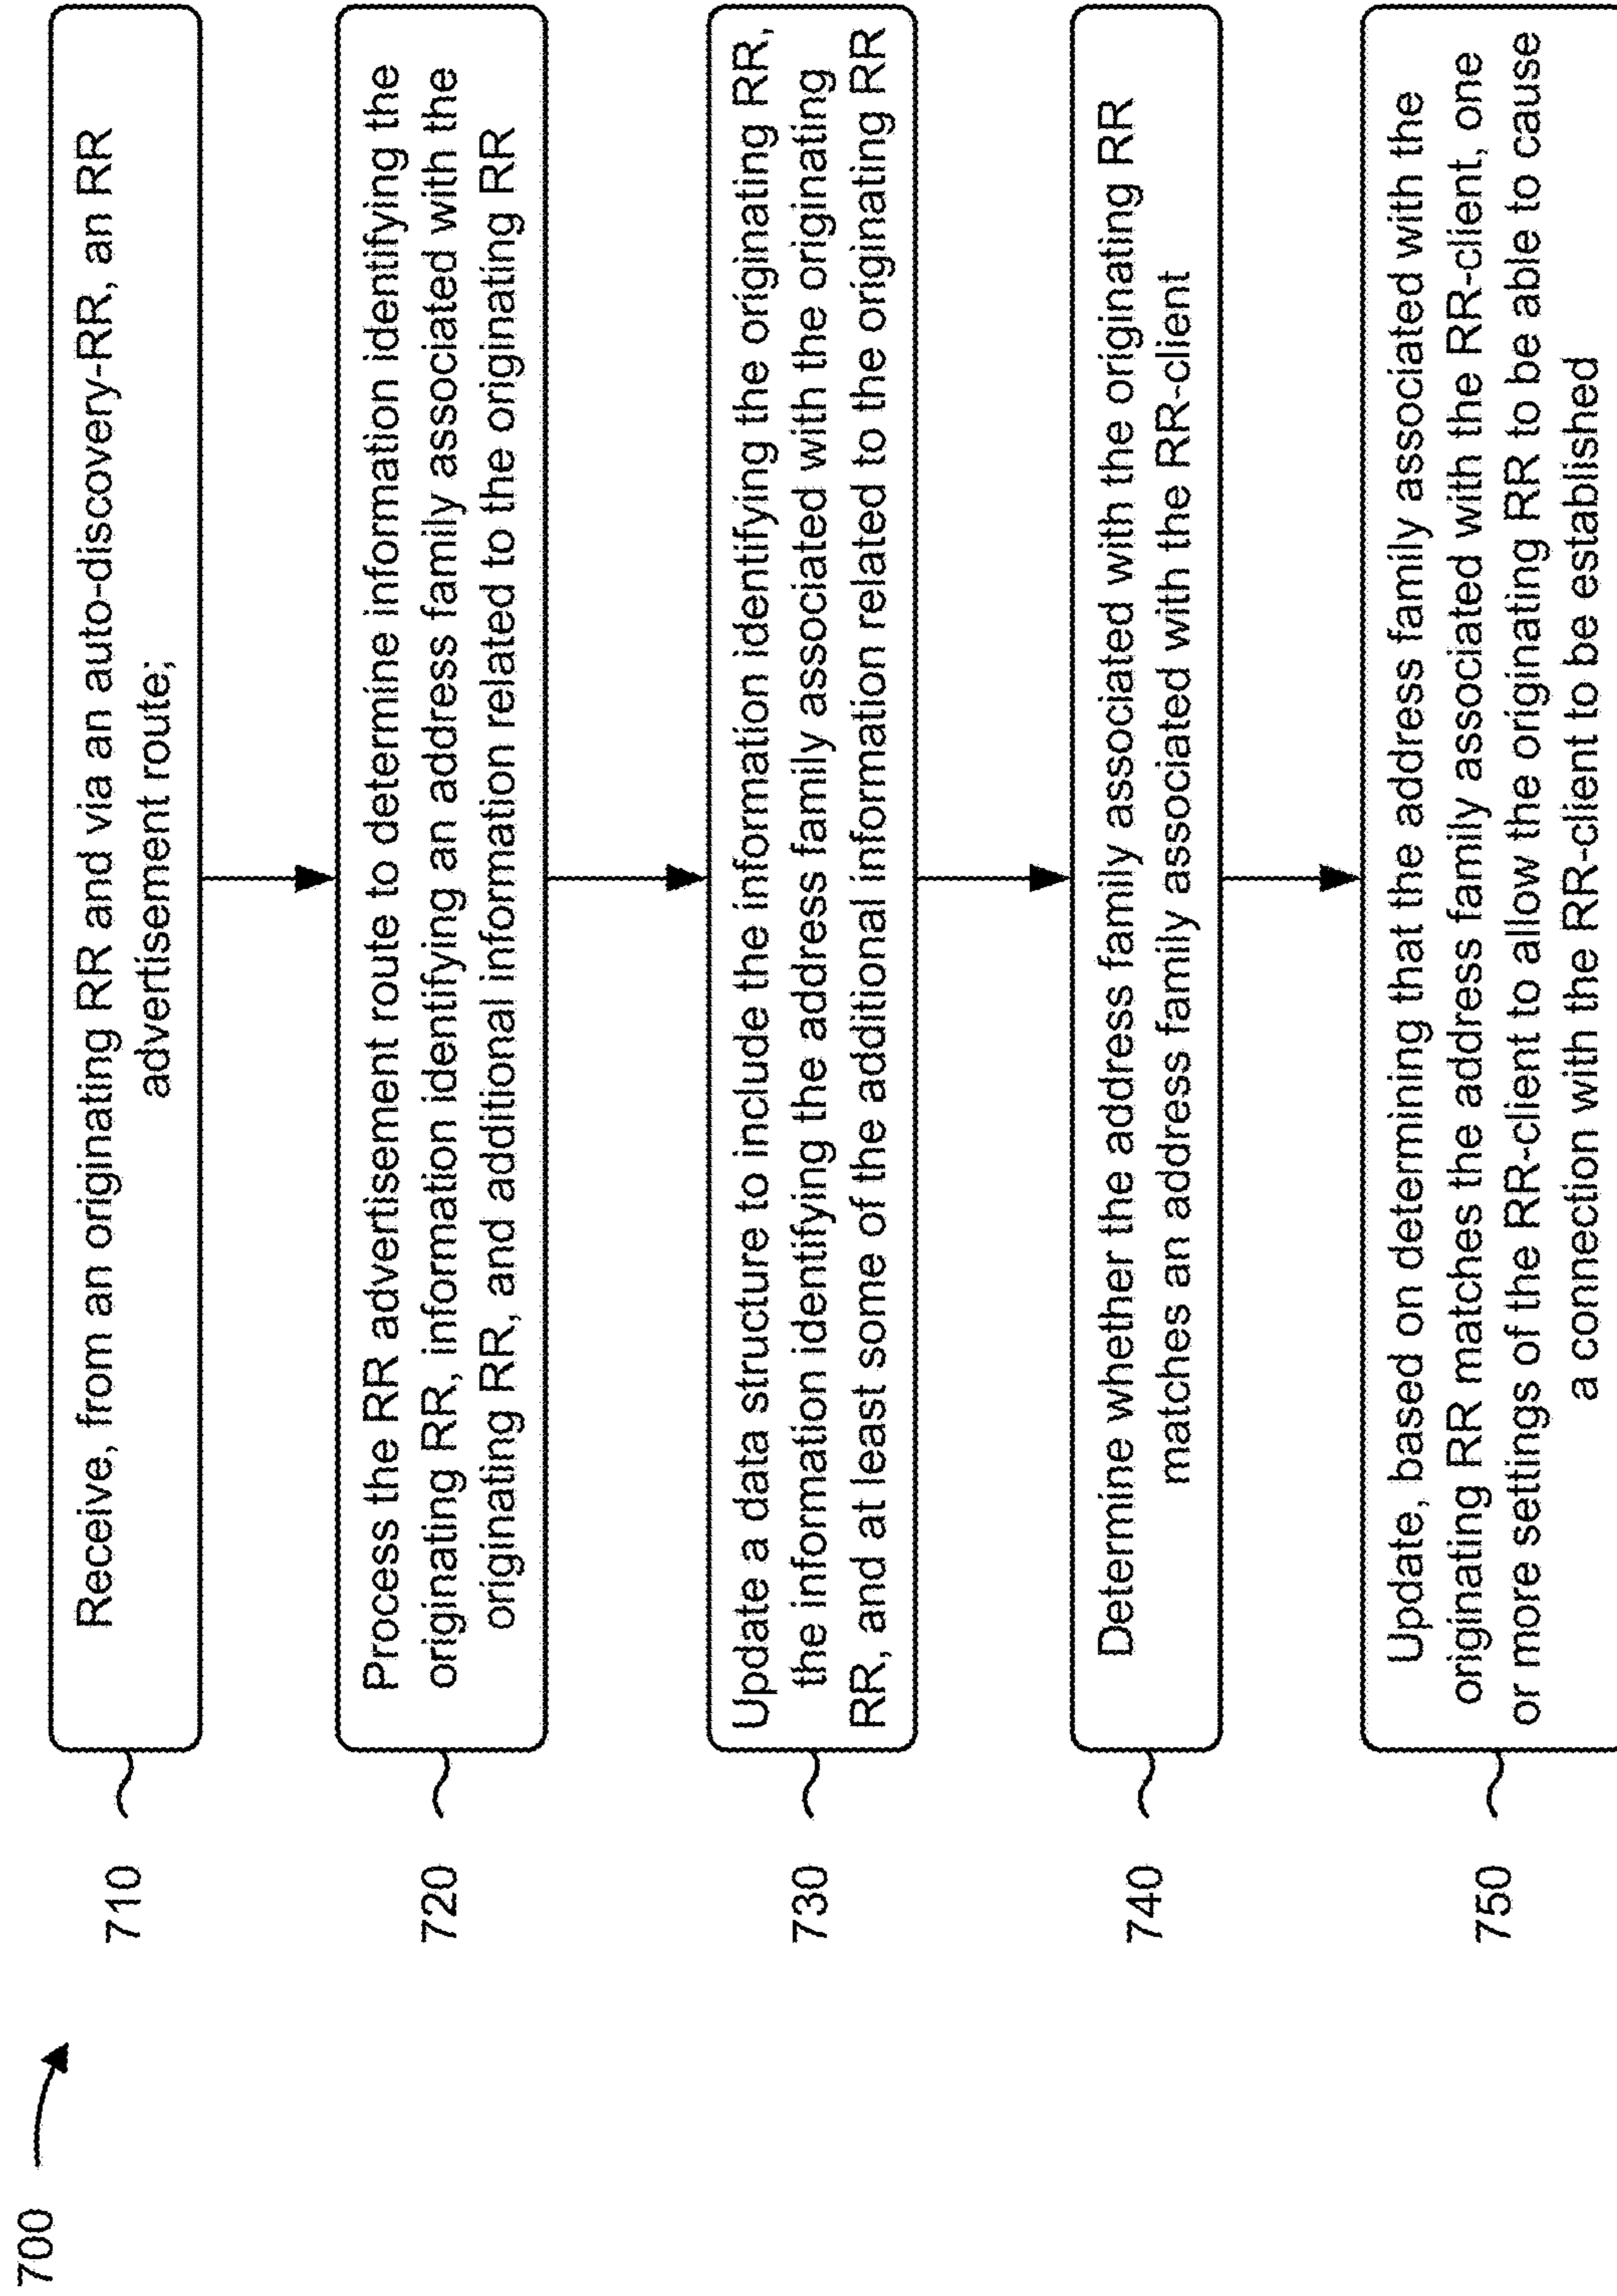 700
710
Receive, from an originating RR and via an auto-discovery-RR, an RR
advertisement route;
720
Process the RR advertisement route to determine information identifying the
originating RR, information identifying an address family associated with the
originating RR, and additional information related to the originating RR
730
Update a data structure to include the information identifying the originating RR,
the information identifying the address family associated with the originating
RR, and at least some of the additional information related to the originating RR
740
Determine whether the address family associated with the originating RR
matches an address family associated with the RR-client
750
Update, based on determining that the address family associated with the
originating RR matches the address family associated with the RR-client, one
or more settings of the RR-client to allow the originating RR to be able to cause
a connection with the RR-client to be established